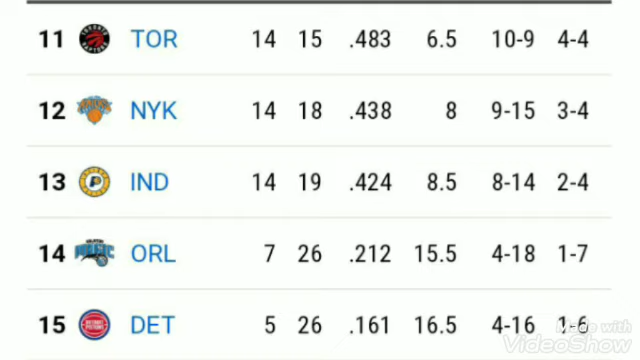 11 TOR 14 15 .483 6.5 10-9 4-4
12 NYK 14 18 .438 8 9-15 3-4
13 IND 14 19 .424 8.5 8-14 2-4
14 ORL 7 26 .212 15.5 4-18 1-7
15 DET 5 26 .161 16.5 4-16 1-6
Made with
VideoShow